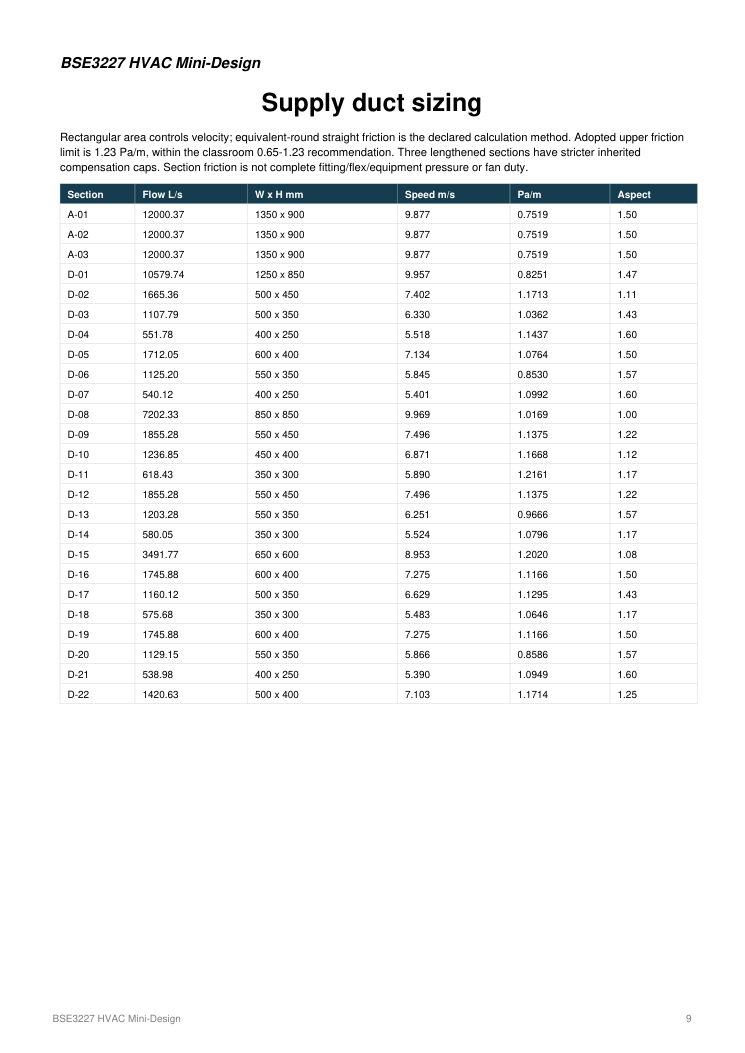 BSE3227 HVAC Mini-Design
Supply duct sizing
Rectangular area controls velocity; equivalent-round straight friction is the declared calculation method. Adopted upper friction
limit is 1.23 Pa/m, within the classroom 0.65-1.23 recommendation. Three lengthened sections have stricter inherited
compensation caps. Section friction is not complete fitting/flex/equipment pressure or fan duty.
Section Flow L/s W x H mm Speed m/s Pa/m Aspect
A-01 12000.37 1350 x 900 9.877 0.7519 1.50
A-02 12000.37 1350 x 900 9.877 0.7519 1.50
A-03 12000.37 1350 x 900 9.877 0.7519 1.50
D-01 10579.74 1250 x 850 9.957 0.8251 1.47
D-02 1665.36 500 x 450 7.402 1.1713 1.11
D-03 1107.79 500 x 350 6.330 1.0362 1.43
D-04 551.78 400 x 250 5.518 1.1437 1.60
D-05 1712.05 600 x 400 7.134 1.0764 1.50
D-06 1125.20 550 x 350 5.845 0.8530 1.57
D-07 540.12 400 x 250 5.401 1.0992 1.60
D-08 7202.33 850 x 850 9.969 1.0169 1.00
D-09 1855.28 550 x 450 7.496 1.1375 1.22
D-10 1236.85 450 x 400 6.871 1.1668 1.12
D-11 618.43 350 x 300 5.890 1.2161 1.17
D-12 1855.28 550 x 450 7.496 1.1375 1.22
D-13 1203.28 550 x 350 6.251 0.9666 1.57
D-14 580.05 350 x 300 5.524 1.0796 1.17
D-15 3491.77 650 x 600 8.953 1.2020 1.08
D-16 1745.88 600 x 400 7.275 1.1166 1.50
D-17 1160.12 500 x 350 6.629 1.1295 1.43
D-18 575.68 350 x 300 5.483 1.0646 1.17
D-19 1745.88 600 x 400 7.275 1.1166 1.50
D-20 1129.15 550 x 350 5.866 0.8586 1.57
D-21 538.98 400 x 250 5.390 1.0949 1.60
D-22 1420.63 500 x 400 7.103 1.1714 1.25
BSE3227 HVAC Mini-Design 9